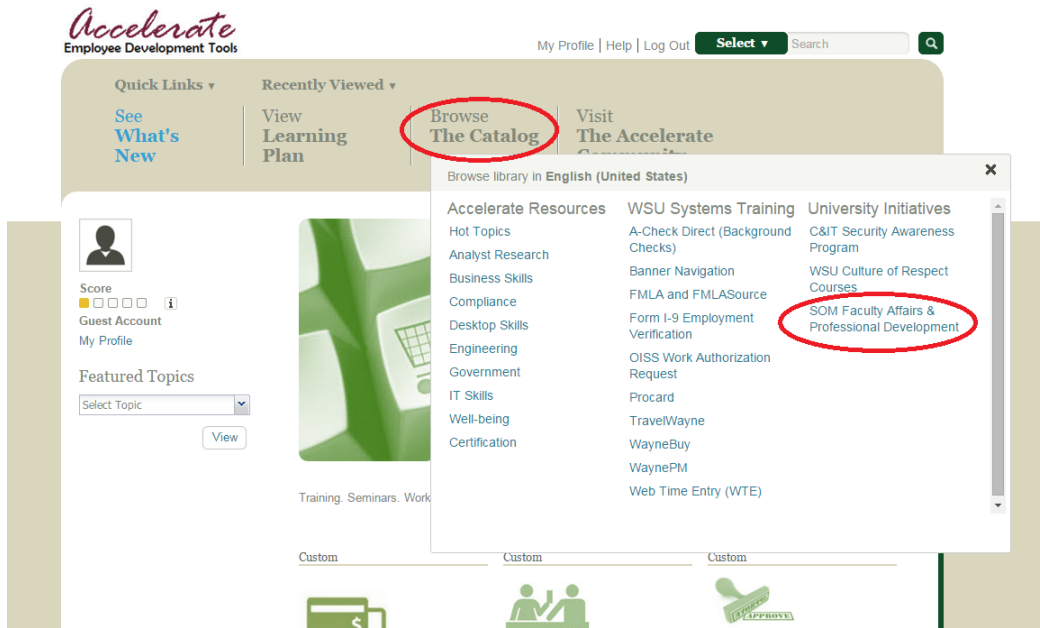 Accelerate
Employee Development Tools
My Profile | Help | Log Out
Select ▼
Search
Quick Links ▼
Recently Viewed ▼
See
What's
New
View
Learning
Plan
Browse
The Catalog
Visit
The Accelerate
Community
Browse library in English (United States)
Accelerate Resources
Hot Topics
Analyst Research
Business Skills
Compliance
Desktop Skills
Engineering
Government
IT Skills
Well-being
Certification
WSU Systems Training
A-Check Direct (Background
Checks)
Banner Navigation
FMLA and FMLASource
Form I-9 Employment
Verification
OISS Work Authorization
Request
Procard
TravelWayne
WayneBuy
WaynePM
Web Time Entry (WTE)
University Initiatives
C&IT Security Awareness
Program
WSU Culture of Respect
Courses
SOM Faculty Affairs &
Professional Development
Score
i
Guest Account
My Profile
Featured Topics
Select Topic
View
Training. Seminars. Work
Custom
Custom
Custom
$
APPROVE